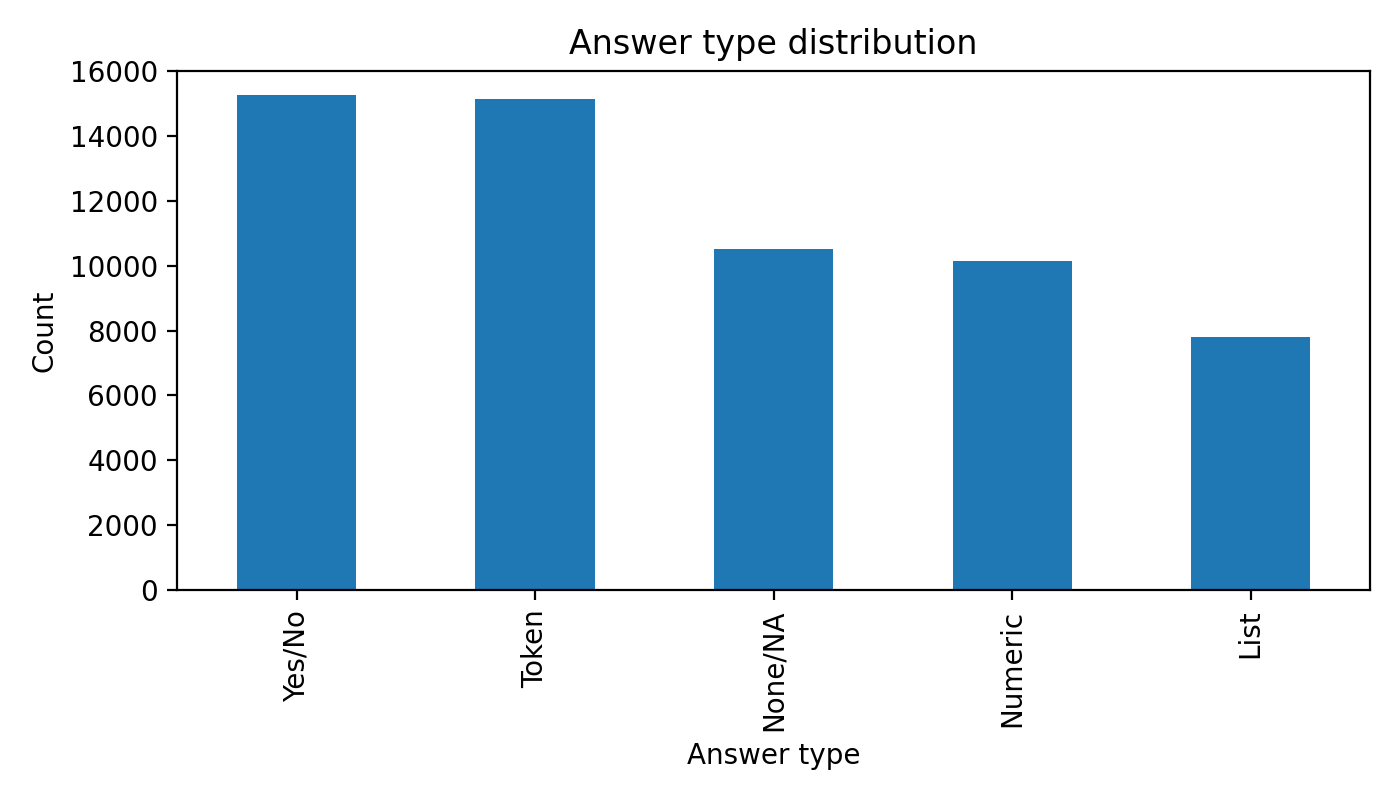 Answer type distribution
16000
14000
12000
10000
8000
6000
4000
2000
0
Count
Yes/No
Token
None/NA
Numeric
List
Answer type